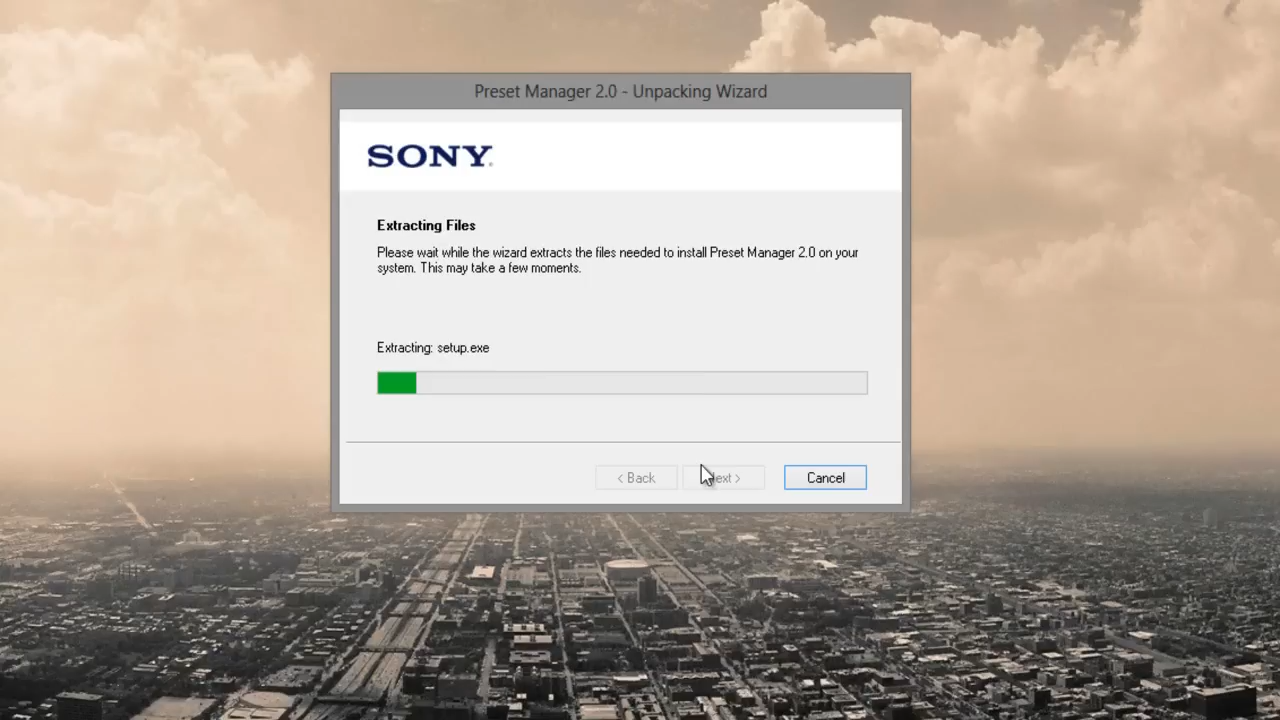 Preset Manager 2.0 - Unpacking Wizard
SONY
Extracting Files
Please wait while the wizard extracts the files needed to install Preset Manager 2.0 on your
system. This may take a few moments.
Extracting: setup.exe
< Back
ext >
Cancel